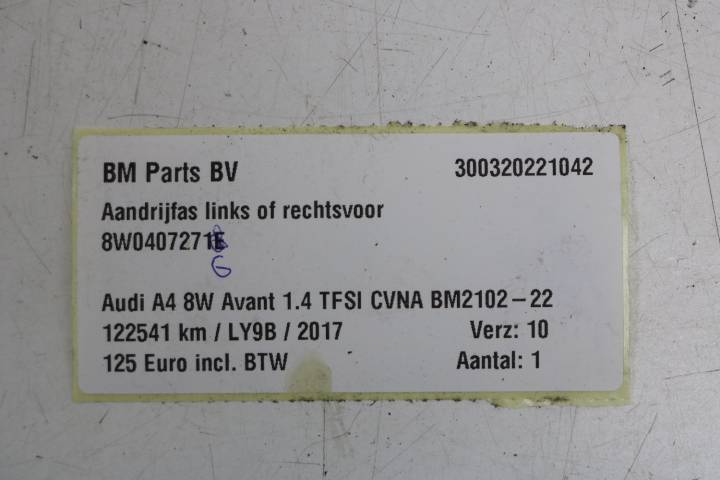 BM Parts BV 300320221042
Aandrijfas links of rechtsvoor
8W0407271E
G
Audi A4 8W Avant 1.4 TFSI CVNA BM2102-22
122541 km / LY9B / 2017 Verz: 10
125 Euro incl. BTW Aantal: 1